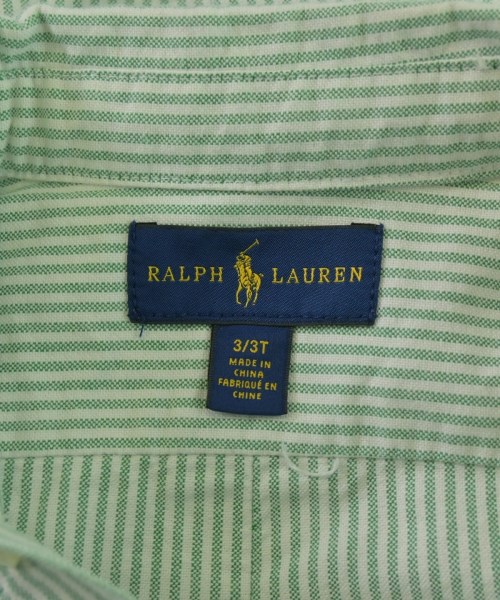 RALPH LAUREN
3/3T
MADE IN
CHINA
FABRIQUÉ EN
CHINE